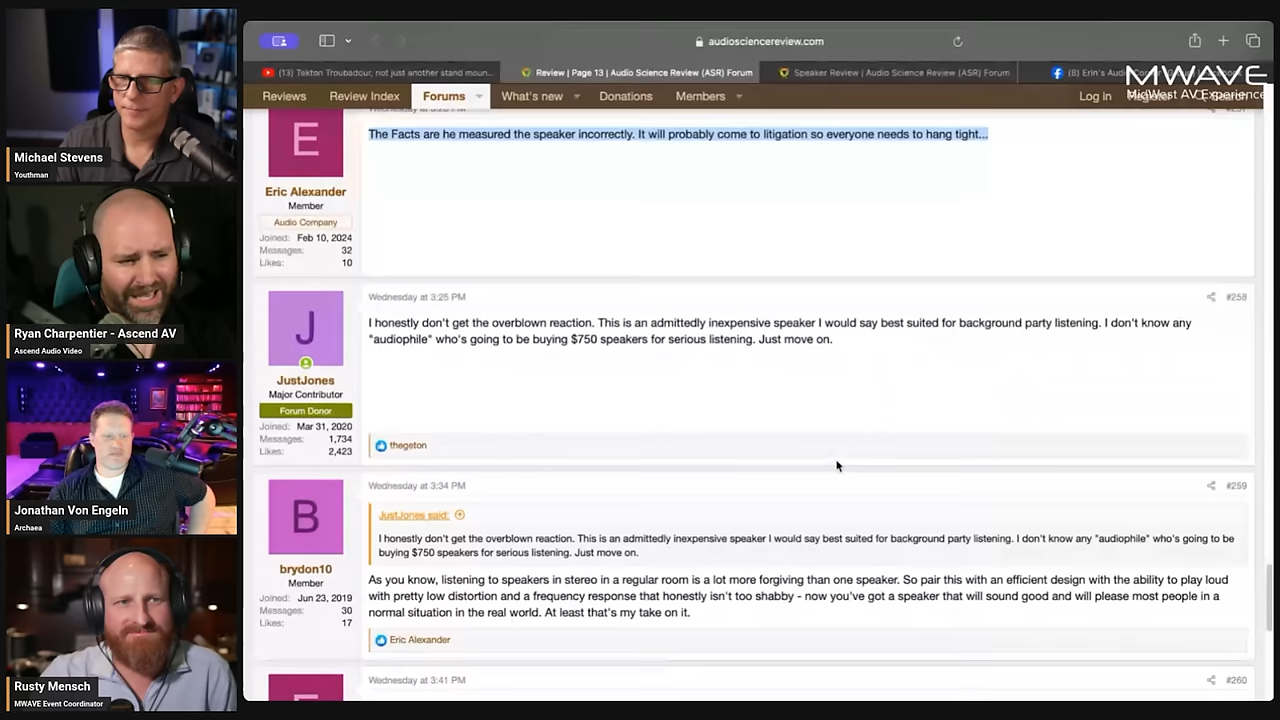 Michael Stevens
Youthman
Ryan Charpentier - Ascend AV
Ascend Audio Video
Jonathan Von Engeln
Archaea
Rusty Mensch
MWAVE Event Coordinator
audiosciencereview.com
(13) Tekton Troubadour, not just another stand moun...
Review | Page 13 | Audio Science Review (ASR) Forum
Speaker Review | Audio Science Review (ASR) Forum
(8) Erin's Aud
MWAVE
MidWest AV Experience
Reviews
Review Index
Forums
What's new
Donations
Members
Log in
E
The Facts are he measured the speaker incorrectly. It will probably come to litigation so everyone needs to hang tight...
Eric Alexander
Member
Audio Company
Joined: Feb 10, 2024
Messages: 32
Likes: 10
J
JustJones
Major Contributor
Forum Donor
Joined: Mar 31, 2020
Messages: 1,734
Likes: 2,423
Wednesday at 3:25 PM
#258
I honestly don't get the overblown reaction. This is an admittedly inexpensive speaker I would say best suited for background party listening. I don't know any
"audiophile" who's going to be buying $750 speakers for serious listening. Just move on.
thegeton
B
brydon10
Member
Joined: Jun 23, 2019
Messages: 30
Likes: 17
Wednesday at 3:34 PM
#259
JustJones said:
I honestly don't get the overblown reaction. This is an admittedly inexpensive speaker I would say best suited for background party listening. I don't know any "audiophile" who's going to be
buying $750 speakers for serious listening. Just move on.
As you know, listening to speakers in stereo in a regular room is a lot more forgiving than one speaker. So pair this with an efficient design with the ability to play loud
with pretty low distortion and a frequency response that honestly isn't too shabby - now you've got a speaker that will sound good and will please most people in a
normal situation in the real world. At least that's my take on it.
Eric Alexander
Wednesday at 3:41 PM
#260